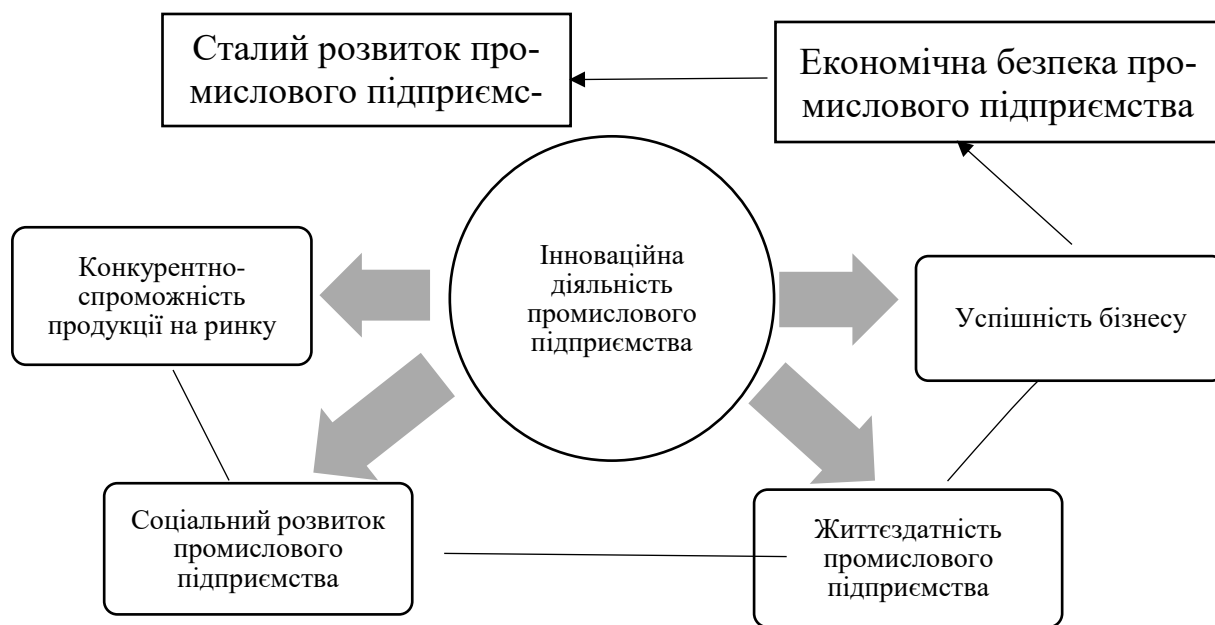 Сталий розвиток про-
мислового підприємс-
Економічна безпека про-
мислового підприємства
Інноваційна
діяльність
промислового
підприємства
Конкурентно-
спроможність
продукції на ринку
Успішність бізнесу
Соціальний розвиток
промислового
підприємства
Життєздатність
промислового
підприємства